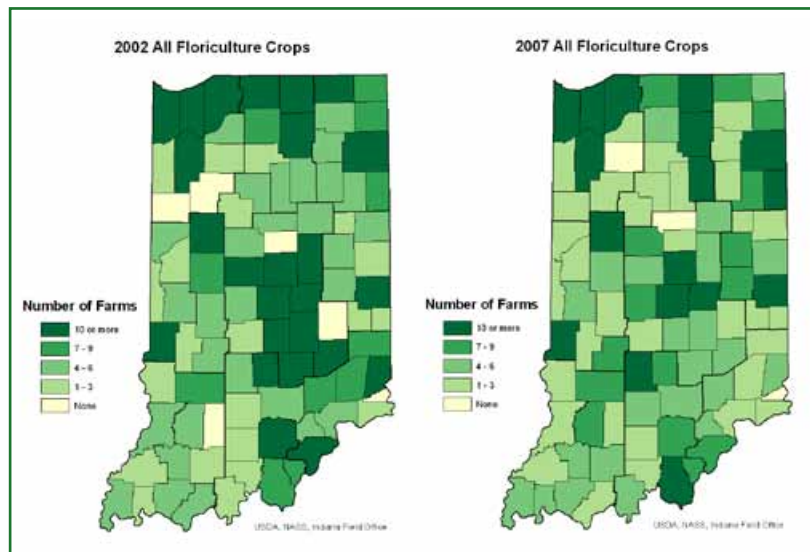 2002 All Floriculture Crops
Number of Farms
10 or more
7 - 9
4 - 6
1 - 3
None
USDA, NASS, Indiana Field Office
2007 All Floriculture Crops
Number of Farms
10 or more
7 - 9
4 - 6
1 - 3
None
USDA, NASS, Indiana Field Office